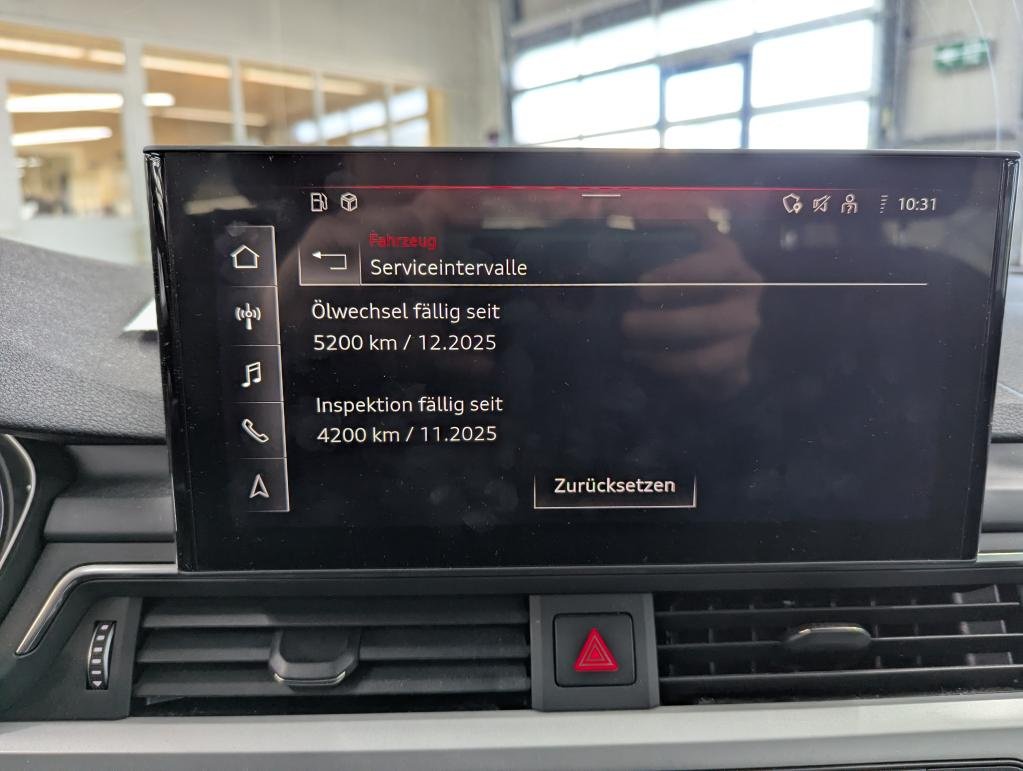 10:31
Fahrzeug
Serviceintervalle
Ölwechsel fällig seit
5200 km / 12.2025
Inspektion fällig seit
4200 km / 11.2025
Zurücksetzen